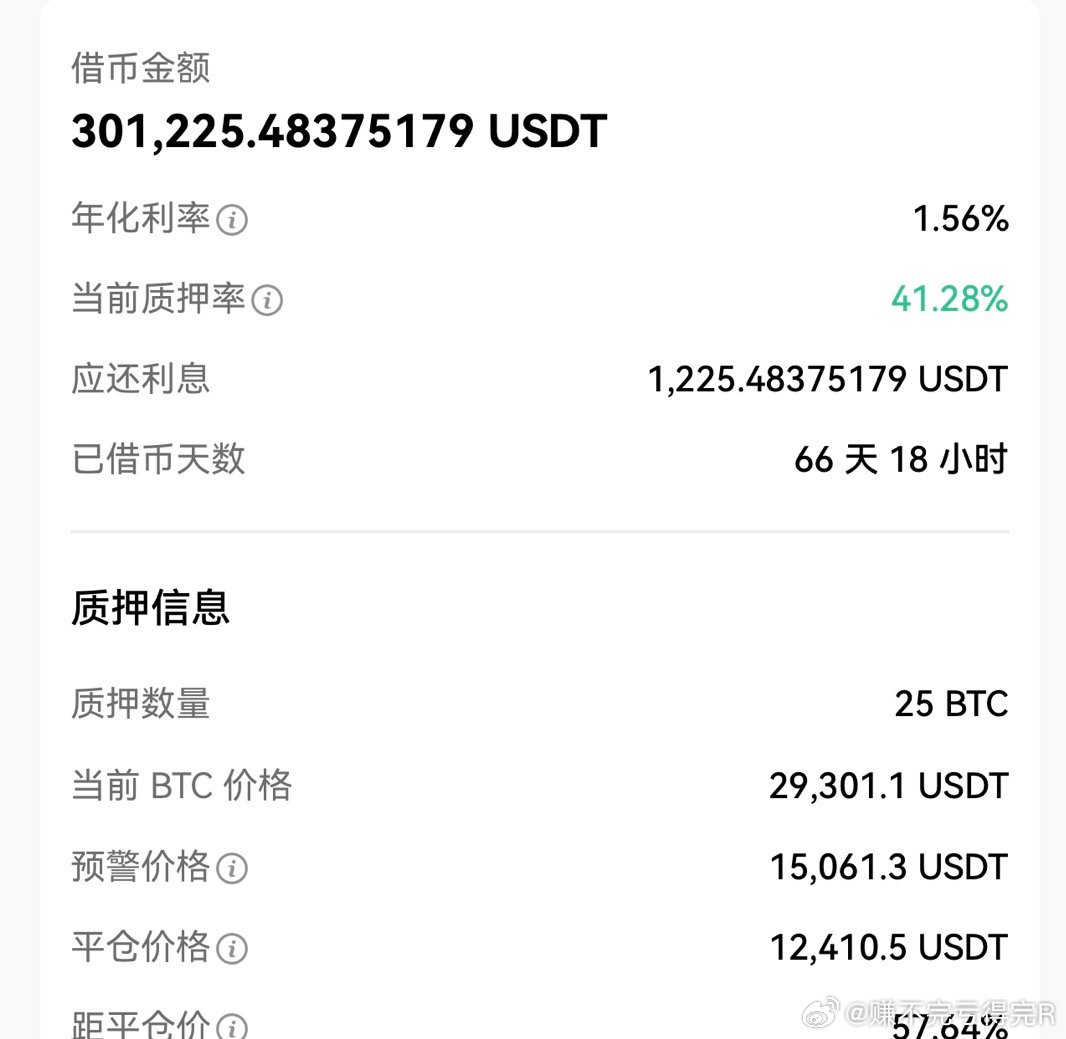 借币金额
301,225.48375179 USDT
年化利率 1.56%
当前质押率 41.28%
应还利息 1,225.48375179 USDT
已借币天数 66 天 18 小时
质押信息
质押数量 25 BTC
当前 BTC 价格 29,301.1 USDT
预警价格 15,061.3 USDT
平仓价格 12,410.5 USDT
距平仓价 57.64%
@赚不完亏得完R